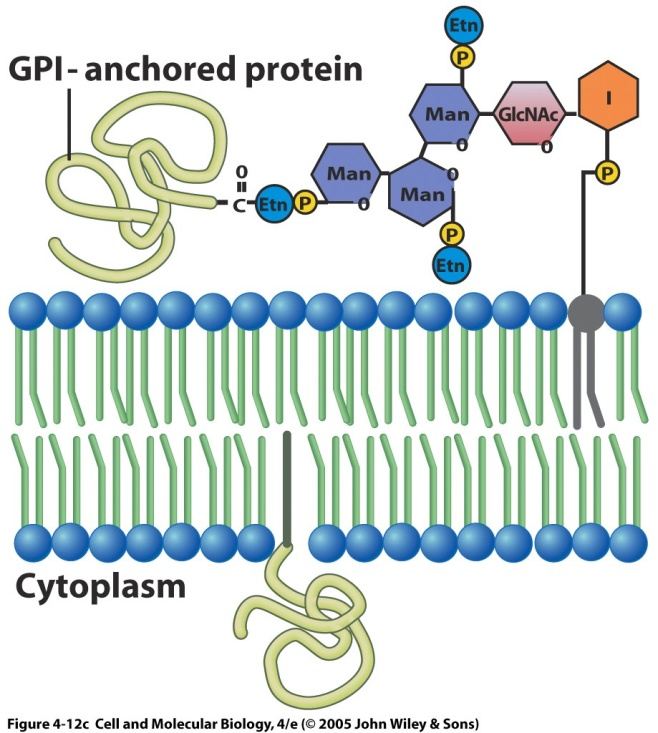 Etn
P
GPI- anchored protein
Man
GlcNAc
I
O
O
P
O
Man
O
Man
C
Etn
P
O
P
Etn
Cytoplasm
Figure 4-12c Cell and Molecular Biology, 4/e (© 2005 John Wiley & Sons)